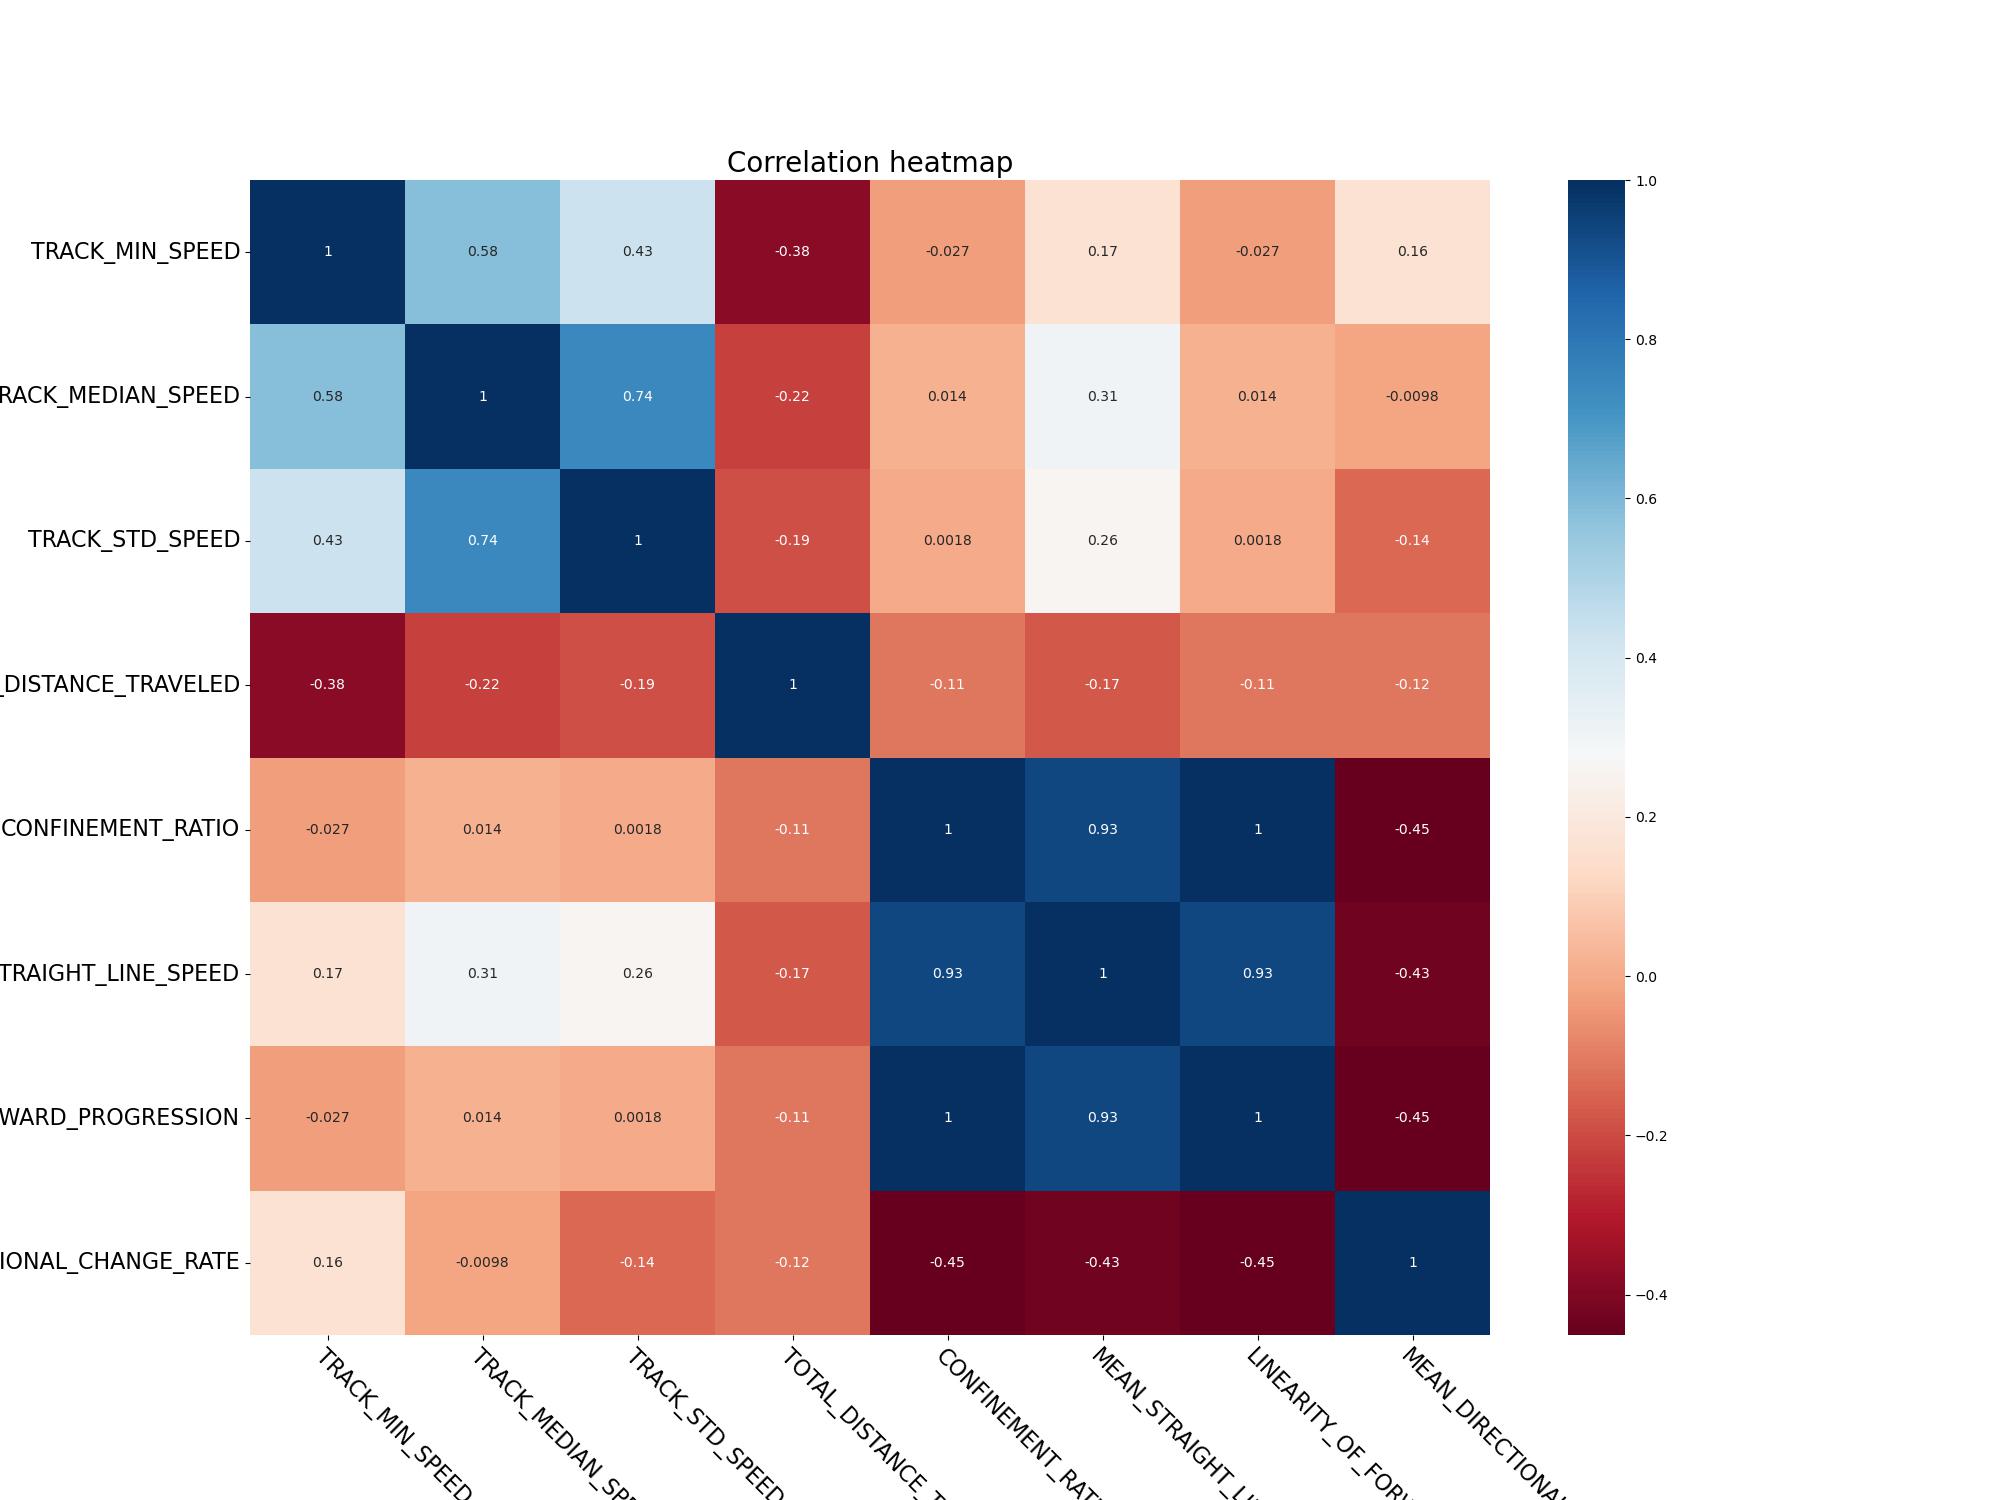 Correlation heatmap
TRACK_MIN_SPEED 1 0.58 0.43 -0.38 -0.027 0.17 -0.027 0.16
RACK_MEDIAN_SPEED 0.58 1 0.74 -0.22 0.014 0.31 0.014 -0.0098
TRACK_STD_SPEED 0.43 0.74 1 -0.19 0.0018 0.26 0.0018 -0.14
_DISTANCE_TRAVELED -0.38 -0.22 -0.19 1 -0.11 -0.17 -0.11 -0.12
CONFINEMENT_RATIO -0.027 0.014 0.0018 -0.11 1 0.93 1 -0.45
TRAIGHT_LINE_SPEED 0.17 0.31 0.26 -0.17 0.93 1 0.93 -0.43
WARD_PROGRESSION -0.027 0.014 0.0018 -0.11 1 0.93 1 -0.45
IONAL_CHANGE_RATE 0.16 -0.0098 -0.14 -0.12 -0.45 -0.43 -0.45 1
TRACK_MIN_SPEED
TRACK_MEDIAN_SPE
TRACK_STD_SPEED
TOTAL_DISTANCE_T
CONFINEMENT_RATI
MEAN_STRAIGHT_LI
LINEARITY_OF_FORW
MEAN_DIRECTIONAL
1.0
0.8
0.6
0.4
0.2
0.0
−0.2
−0.4